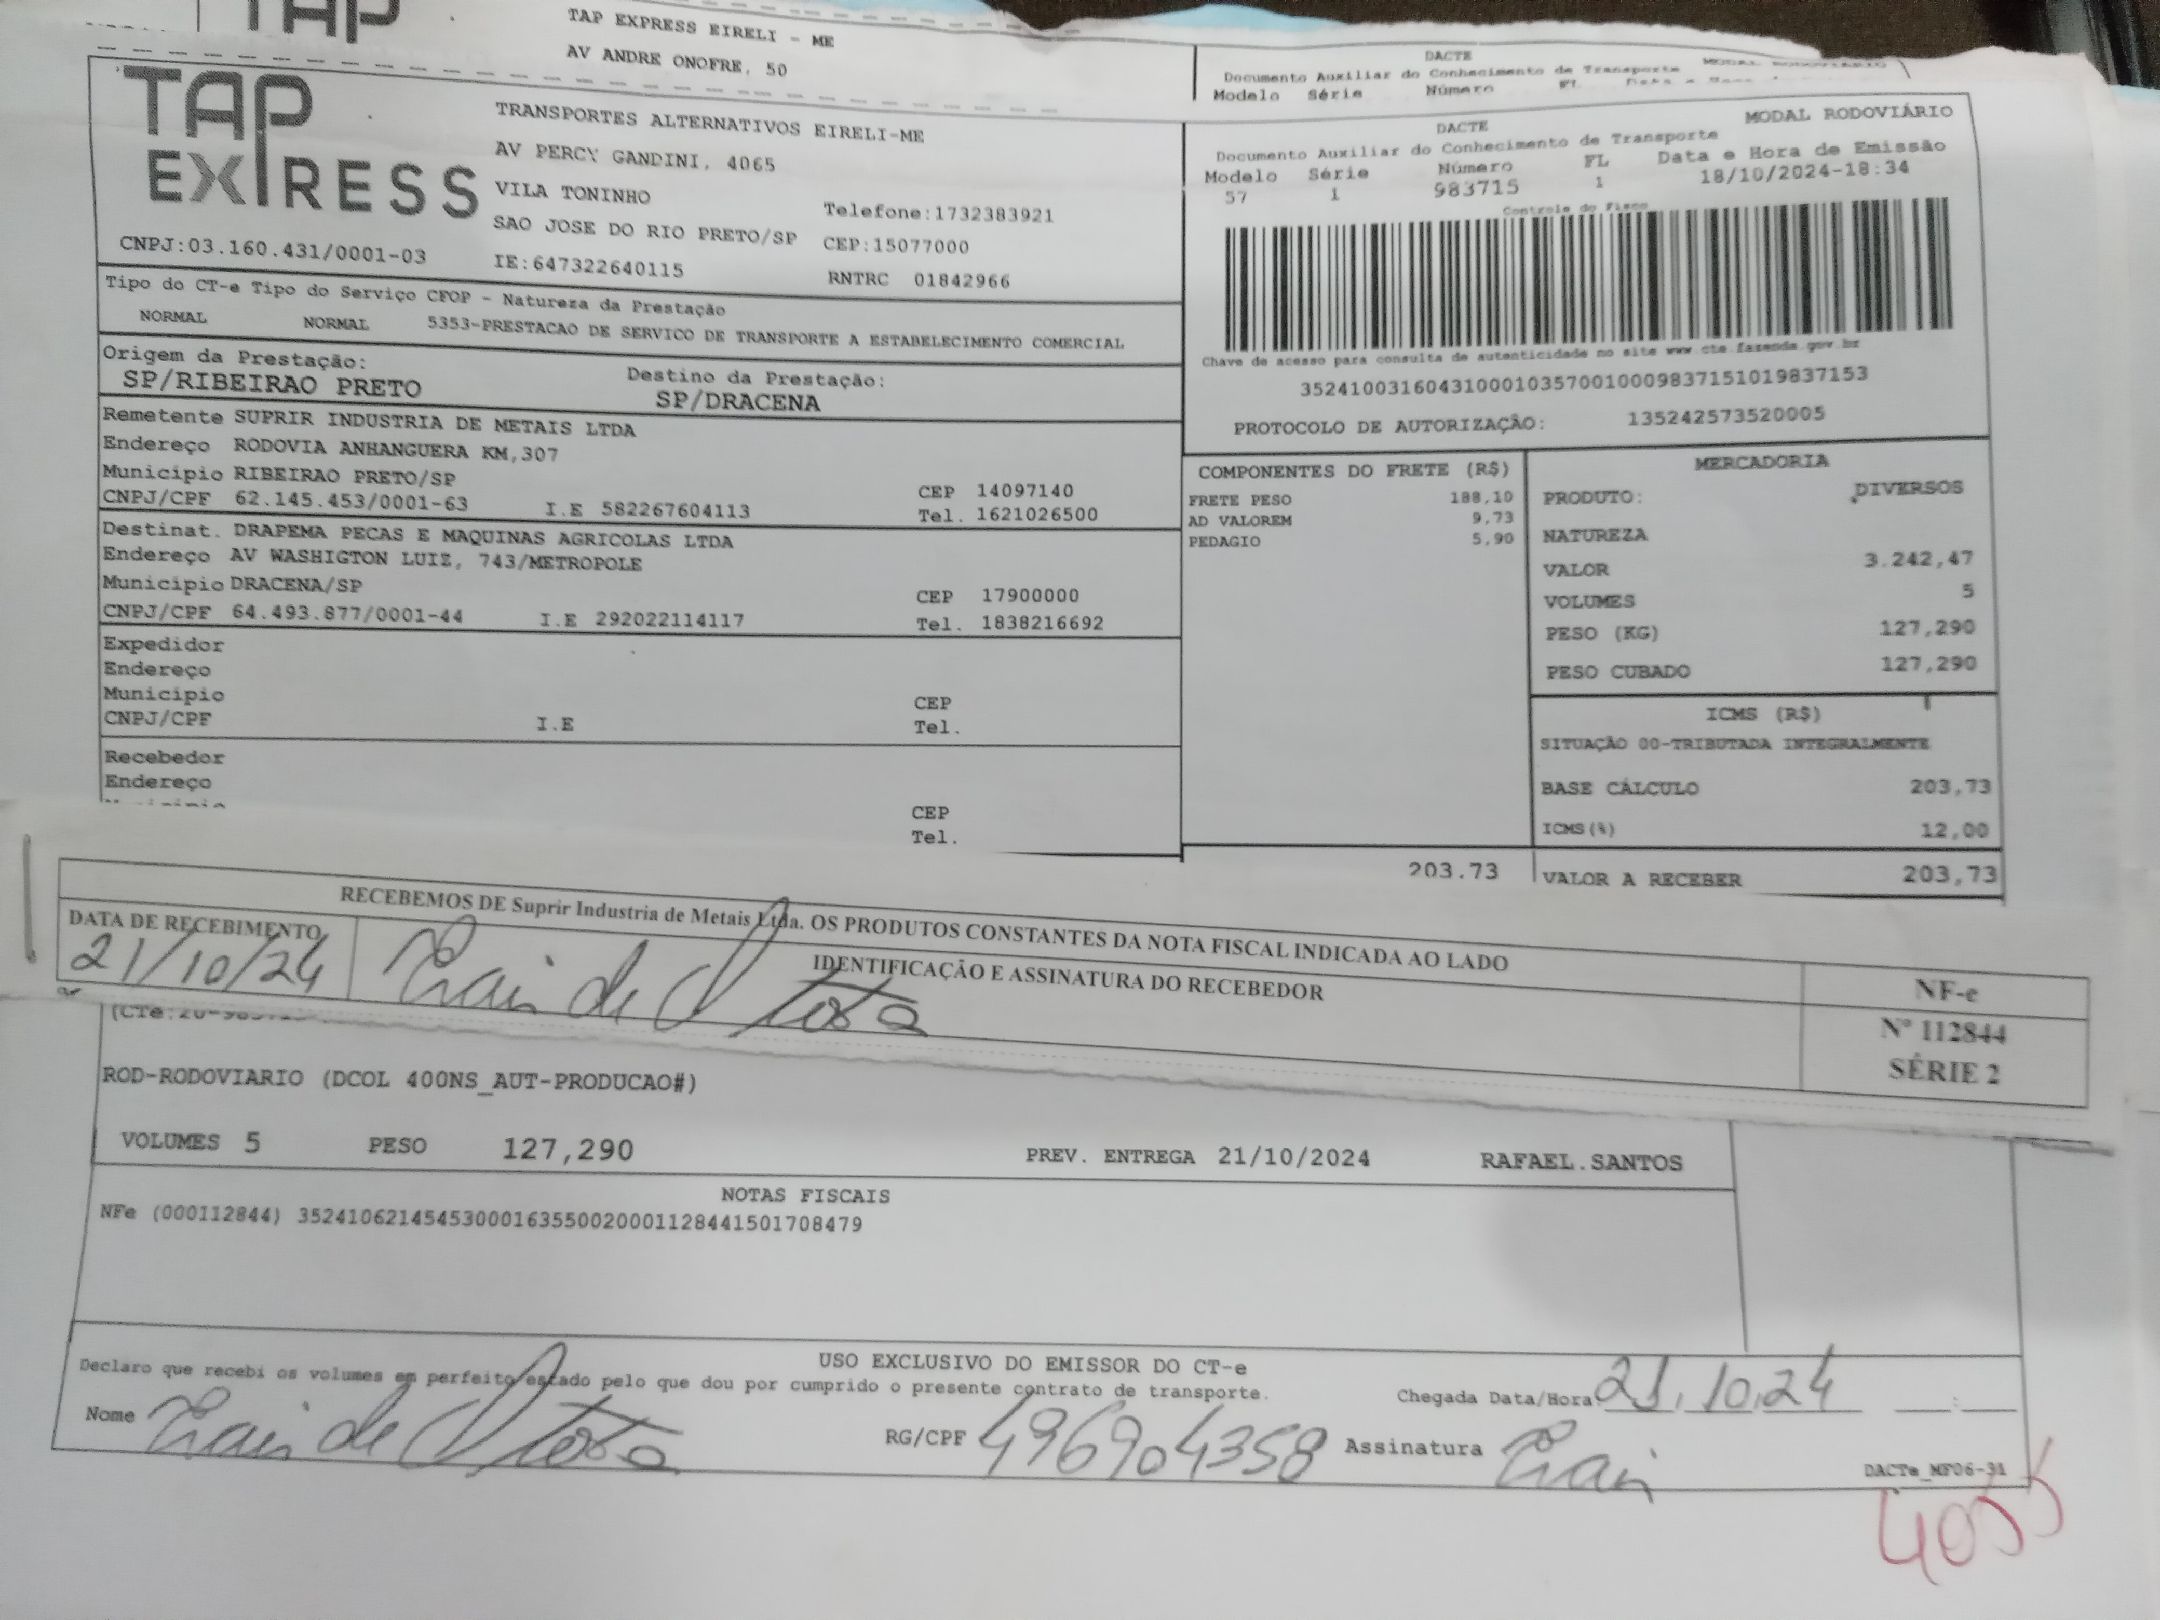 TAP
TAP EXPRESS EIRELI - ME
AV ANDRE ONOFRE, 50
DACTE
Documento Auxiliar do Conhecimento de Transporte
Modelo Série Número
TAP EXPRESS
TRANSPORTES ALTERNATIVOS EIRELI-ME
AV PERCY GANDINI, 4065
VILA TONINHO
SAO JOSE DO RIO PRETO/SP
Telefone:1732383921
CEP:15077000
CNPJ:03.160.431/0001-03
IE:647322640115
RNTRC 01842966
DACTE
MODAL RODOVIÁRIO
Documento Auxiliar do Conhecimento de Transporte
Modelo Série Número FL Data e Hora de Emissão
57 1 983715 1 18/10/2024-18:34
Controle do Fisco
Chave de acesso para consulta de autenticidade no site www.cte.fazenda.gov.br
35241003160431000103570010009837151019837153
PROTOCOLO DE AUTORIZAÇÃO: 135242573520005
Tipo do CT-e Tipo do Serviço CFOP - Natureza da Prestação
NORMAL NORMAL 5353-PRESTACAO DE SERVICO DE TRANSPORTE A ESTABELECIMENTO COMERCIAL
Origem da Prestação: Destino da Prestação:
SP/RIBEIRAO PRETO SP/DRACENA
Remetente SUPRIR INDUSTRIA DE METAIS LTDA
Endereço RODOVIA ANHANGUERA KM,307
Município RIBEIRAO PRETO/SP CEP 14097140
CNPJ/CPF 62.145.453/0001-63 I.E 582267604113 Tel. 1621026500
Destinat. DRAPEMA PECAS E MAQUINAS AGRICOLAS LTDA
Endereço AV WASHIGTON LUIZ, 743/METROPOLE
Município DRACENA/SP CEP 17900000
CNPJ/CPF 64.493.877/0001-44 I.E 292022114117 Tel. 1838216692
Expedidor
Endereço
Município CEP
CNPJ/CPF I.E Tel.
Recebedor
Endereço
CEP
Tel.
COMPONENTES DO FRETE (R$)
FRETE PESO 188,10
AD VALOREM 9,73
PEDAGIO 5,90
203.73
MERCADORIA
PRODUTO: DIVERSOS
NATUREZA
VALOR 3.242,47
VOLUMES 5
PESO (KG) 127,290
PESO CUBADO 127,290
ICMS (R$)
SITUAÇÃO 00-TRIBUTADA INTEGRALMENTE
BASE CÁLCULO 203,73
ICMS(%) 12,00
VALOR A RECEBER 203,73
RECEBEMOS DE Suprir Industria de Metais Ltda. OS PRODUTOS CONSTANTES DA NOTA FISCAL INDICADA AO LADO
DATA DE RECEBIMENTO
21/10/24
IDENTIFICAÇÃO E ASSINATURA DO RECEBEDOR
NF-e
Nº 112844
SÉRIE 2
ROD-RODOVIARIO (DCOL 400NS_AUT-PRODUCAO#)
VOLUMES 5 PESO 127,290 PREV. ENTREGA 21/10/2024 RAFAEL.SANTOS
NOTAS FISCAIS
NFe (000112844) 35241062145453000163550020001128441501708479
USO EXCLUSIVO DO EMISSOR DO CT-e
Declaro que recebi os volumes em perfeito estado pelo que dou por cumprido o presente contrato de transporte.
Chegada Data/Hora 21.10.24 :
Nome RG/CPF 496904358 Assinatura
DACTe_MF06-31